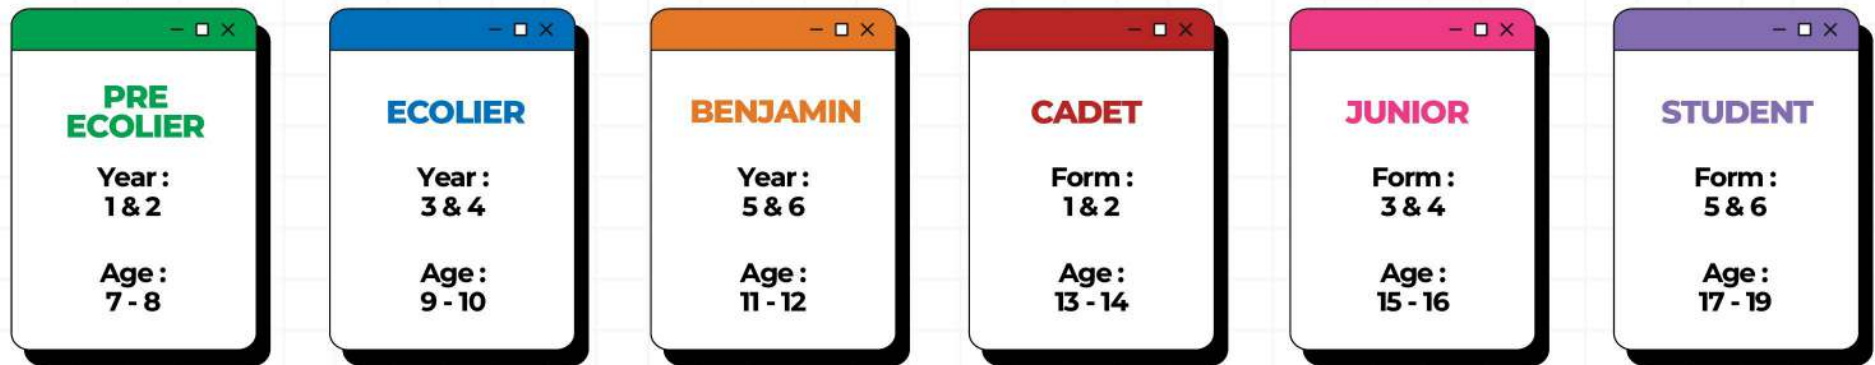 PRE
ECOLIER
Year :
1 & 2
Age :
7 - 8
ECOLIER
Year :
3 & 4
Age :
9 - 10
BENJAMIN
Year :
5 & 6
Age :
11 - 12
CADET
Form :
1 & 2
Age :
13 - 14
JUNIOR
Form :
3 & 4
Age :
15 - 16
STUDENT
Form :
5 & 6
Age :
17 - 19